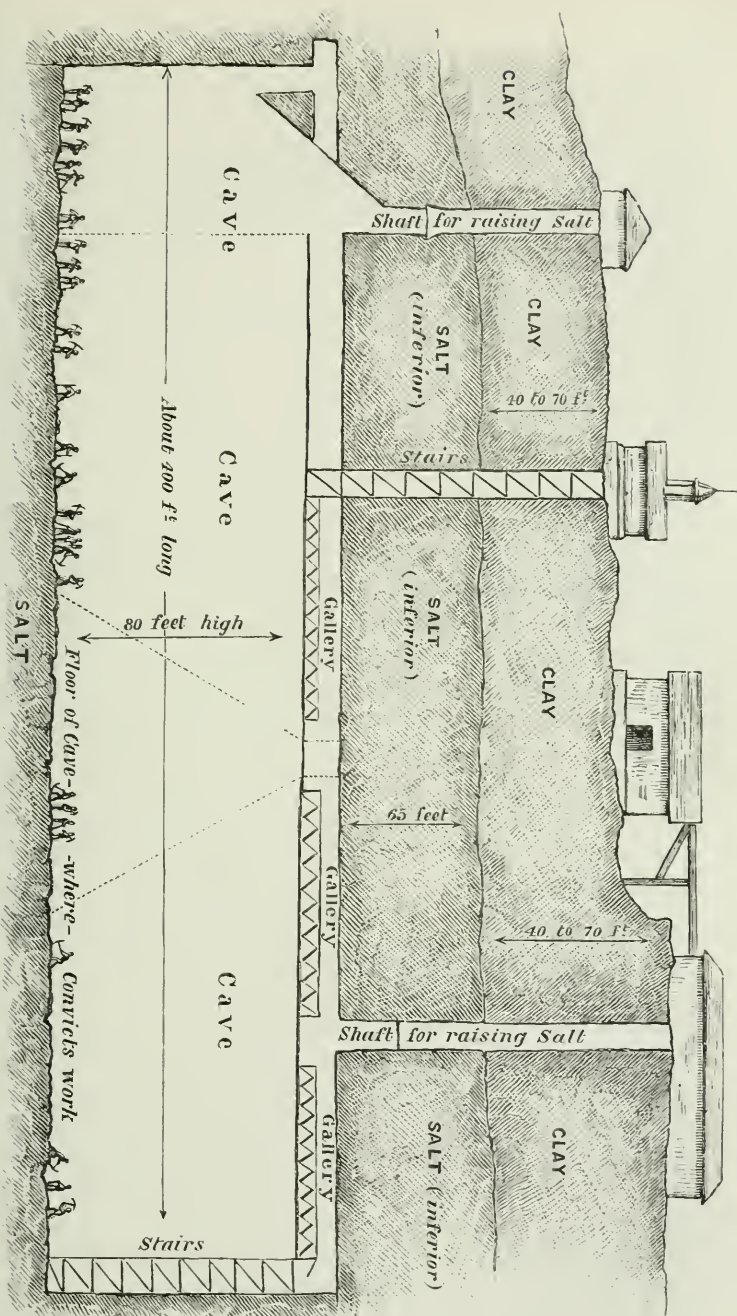 CLAY
Shaft for raising Salt
CLAY
SALT
(inferior)
40 to 70 fᵗ
Stairs
CLAY
SALT
(inferior)
Gallery
65 feet
Gallery
40 to 70 fᵗ
Shaft for raising Salt
CLAY
SALT (inferior)
Gallery
Cave
Cave
Cave
About 400 fᵗ long
80 feet high
Floor of Cave - where - Convicts work
Stairs
SALT